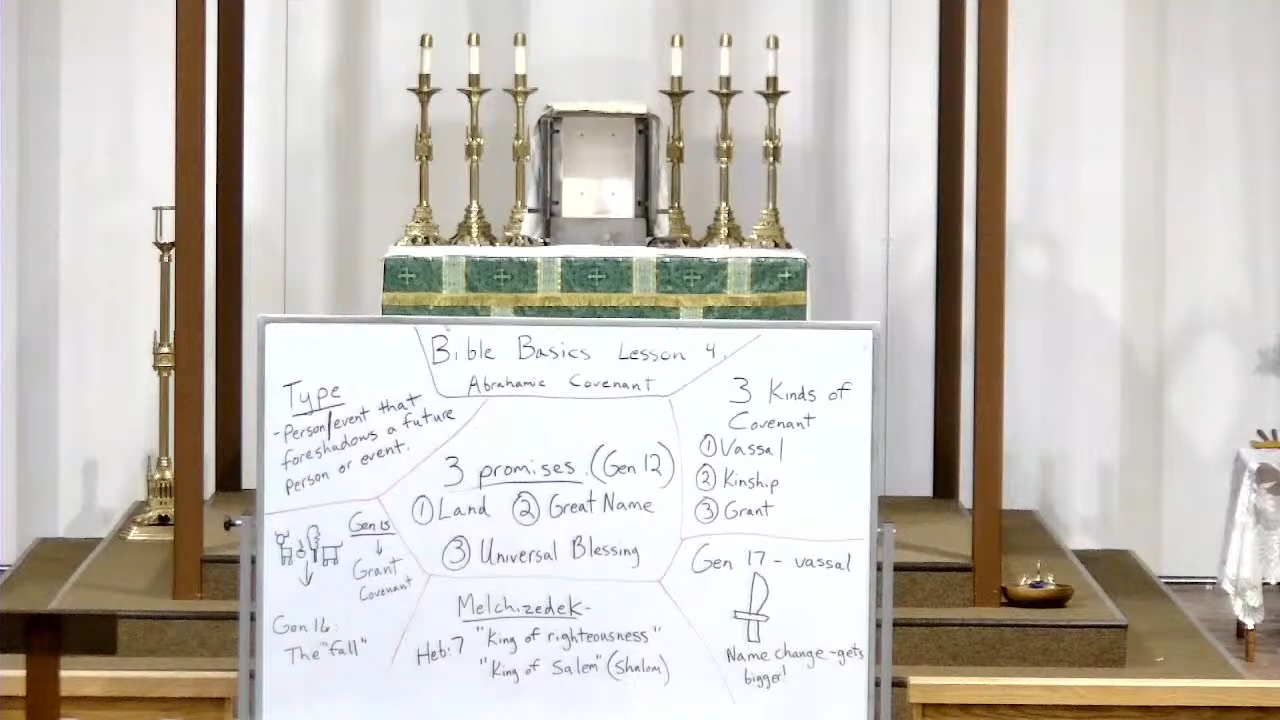 Bible Basics Lesson 4
Abrahamic Covenant
Type
- Person/event that
foreshadows a future
person or event.
3 promises: (Gen 12)
① Land ② Great Name
③ Universal Blessing
3 Kinds of
Covenant
① Vassal
② Kinship
③ Grant
Gen 15
↓
Grant
Covenant
Gen 16:
The "fall"
Melchizedek-
Heb: 7 "King of righteousness"
"King of Salem" (Shalom)
Gen 17 - vassal
Name change - gets
bigger!